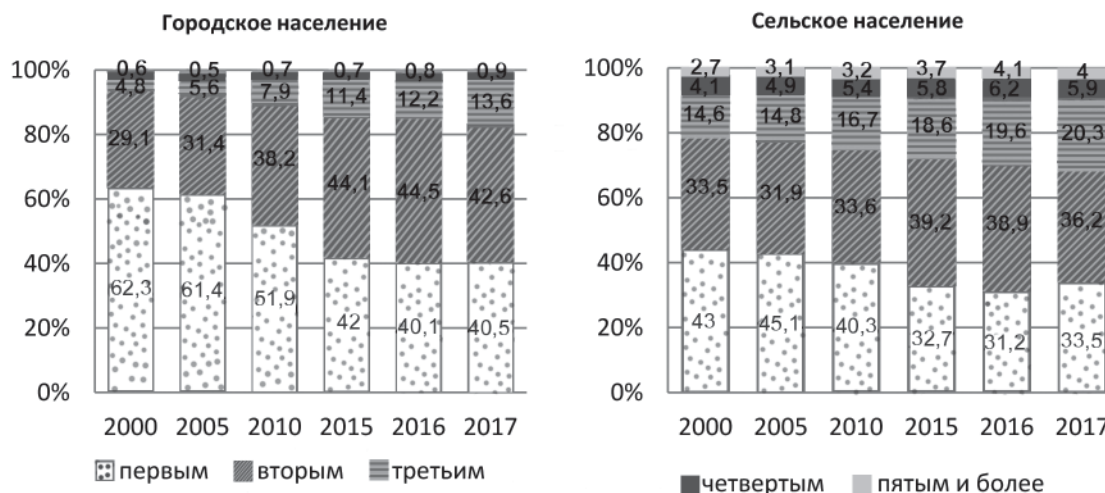 Городское население
100%
80%
60%
40%
20%
0%
0,6 0,5 0,7 0,7 0,8 0,9
4,8 5,6 7,9 11,4 12,2 13,6
29,1 31,4 38,2 44,1 44,5 42,6
62,3 61,4 51,9 42 40,1 40,5
2000 2005 2010 2015 2016 2017
первым вторым третьим
Сельское население
100%
80%
60%
40%
20%
0%
2,7 3,1 3,2 3,7 4,1 4
4,1 4,9 5,4 5,8 6,2 5,9
14,6 14,8 16,7 18,6 19,6 20,3
33,5 31,9 33,6 39,2 38,9 36,2
43 45,1 40,3 32,7 31,2 33,5
2000 2005 2010 2015 2016 2017
четвертым пятым и более